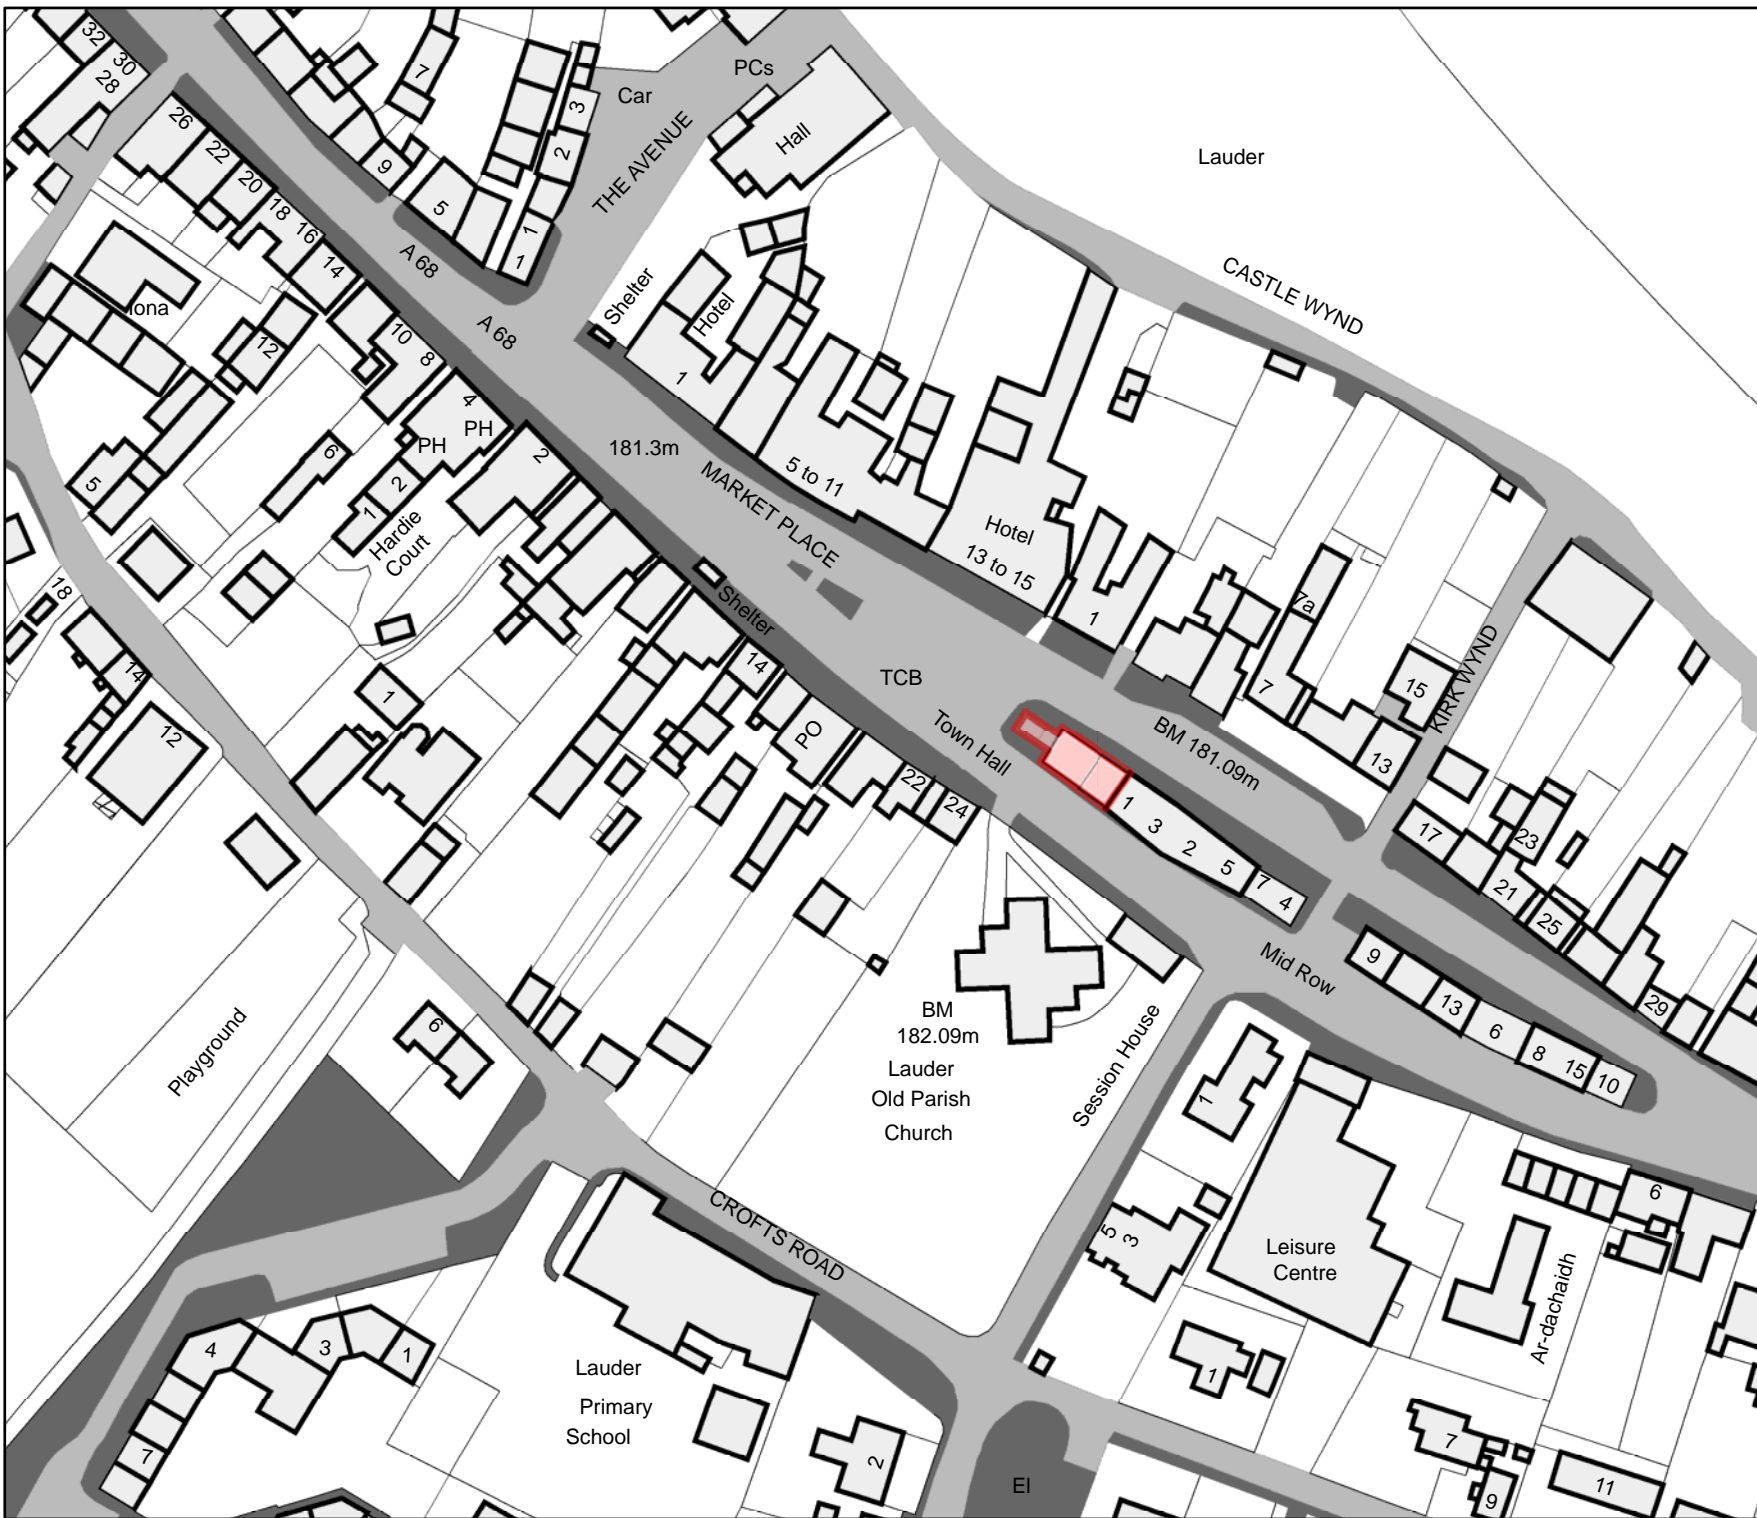 32
30
28
26
22
20
18
16
14
7
9
5
1
1
3
2
Car
PCs
THE AVENUE
Hall
Lauder
CASTLE WYND
A 68
A 68
Shelter
Hotel
1
Iona
12
10
8
4
PH
PH
2
6
2
1
Hardie
Court
5
18
14
12
1
181.3m
MARKET PLACE
5 to 11
Hotel
13 to 15
1
Shelter
14
PO
22
24
TCB
Town Hall
BM 181.09m
7
7a
15
13
KIRK WYND
17
23
21
25
29
1
3
2
5
7
4
Mid Row
9
13
6
8
15
10
BM
182.09m
Lauder
Old Parish
Church
Session House
Playground
6
CROFTS ROAD
1
5
3
Leisure
Centre
6
Ar-dachaidh
1
7
9
11
4
3
1
7
Lauder
Primary
School
2
El